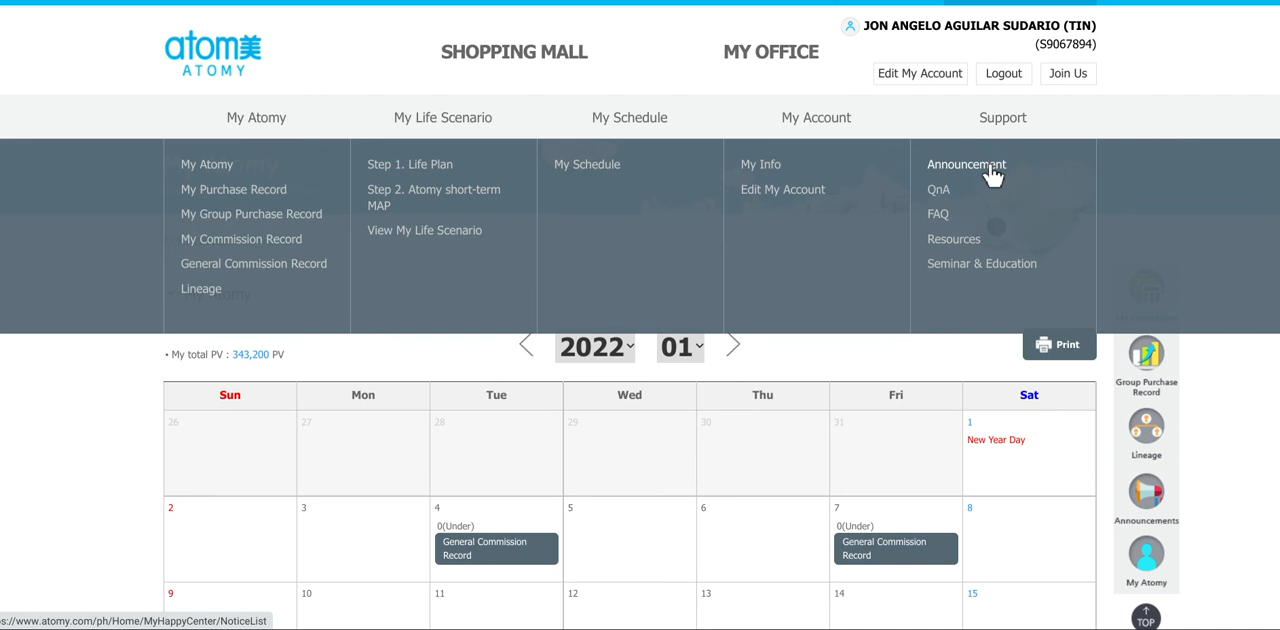 JON ANGELO AGUILAR SUDARIO (TIN)
(S9067894)
atom美
ATOMY
SHOPPING MALL
MY OFFICE
Edit My Account
Logout
Join Us
My Atomy
My Life Scenario
My Schedule
My Account
Support
My Atomy
My Purchase Record
My Group Purchase Record
My Commission Record
General Commission Record
Lineage
Step 1. Life Plan
Step 2. Atomy short-term
MAP
View My Life Scenario
My Schedule
My Info
Edit My Account
Announcement
QnA
FAQ
Resources
Seminar & Education
• My total PV : 343,200 PV
2022
01
Print
Sun Mon Tue Wed Thu Fri Sat
26 27 28 29 30 31 1
New Year Day
2 3 4 5 6 7 8
0(Under)
General Commission
Record
0(Under)
General Commission
Record
9 10 11 12 13 14 15
Group Purchase
Record
Lineage
Announcements
My Atomy
TOP
s://www.atomy.com/ph/Home/MyHappyCenter/NoticeList